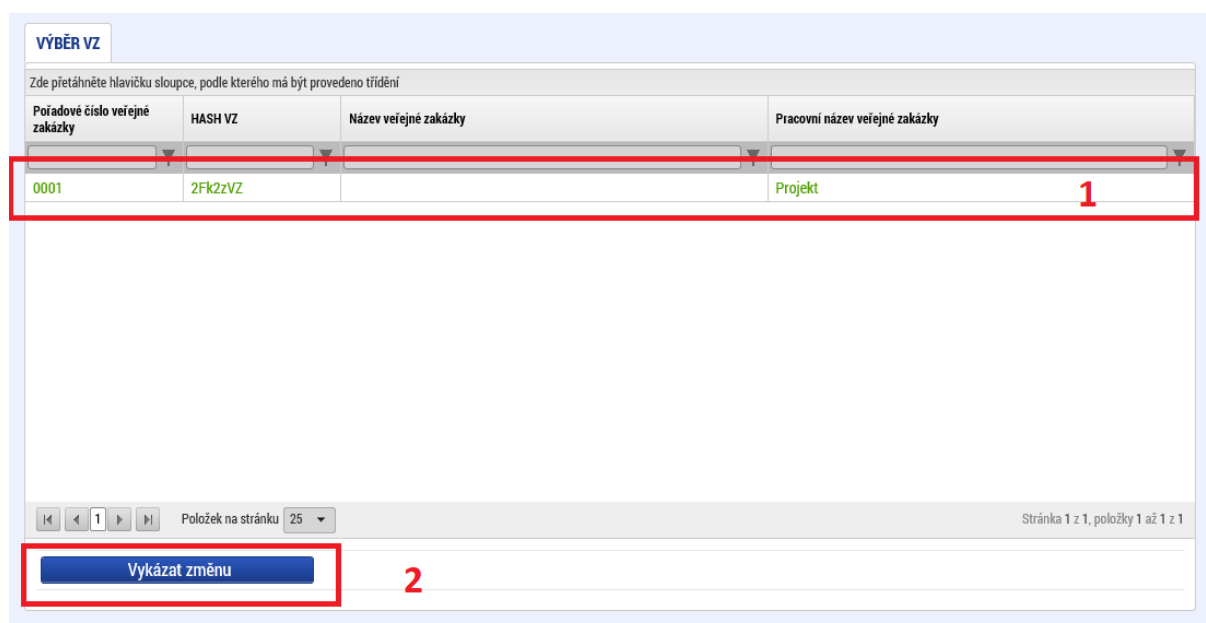 VÝBĚR VZ
Zde přetáhněte hlavičku sloupce, podle kterého má být provedeno třídění
Pořadové číslo veřejné zakázky HASH VZ Název veřejné zakázky Pracovní název veřejné zakázky
0001 2Fk2zVZ Projekt 1
1 Položek na stránku 25 Stránka 1 z 1, položky 1 až 1 z 1
Vykázat změnu 2